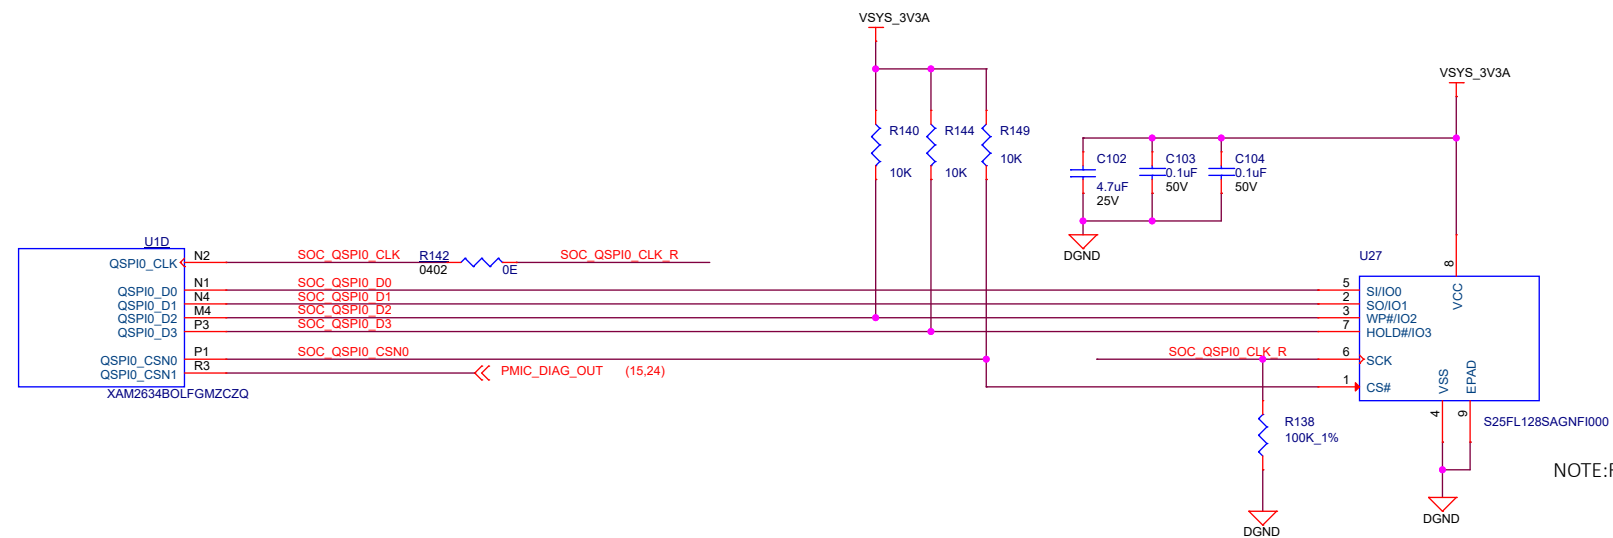 VSYS_3V3A
VSYS_3V3A
R140
R144
R149
10K
10K
10K
C102
4.7uF
25V
C103
0.1uF
50V
C104
0.1uF
50V
DGND
U1D
QSPI0_CLK
N2
SOC_QSPI0_CLK
R142
0402
0E
SOC_QSPI0_CLK_R
QSPI0_D0
N1
SOC_QSPI0_D0
QSPI0_D1
N4
SOC_QSPI0_D1
QSPI0_D2
M4
SOC_QSPI0_D2
QSPI0_D3
P3
SOC_QSPI0_D3
QSPI0_CSN0
P1
SOC_QSPI0_CSN0
QSPI0_CSN1
R3
PMIC_DIAG_OUT (15,24)
XAM2634BOLFGMZCZQ
U27
8
VCC
5 SI/IO0
2 SO/IO1
3 WP#/IO2
7 HOLD#/IO3
SOC_QSPI0_CLK_R
6 SCK
1 CS#
VSS
EPAD
4
9
S25FL128SAGNFI000
R138
100K_1%
DGND
DGND
NOTE: